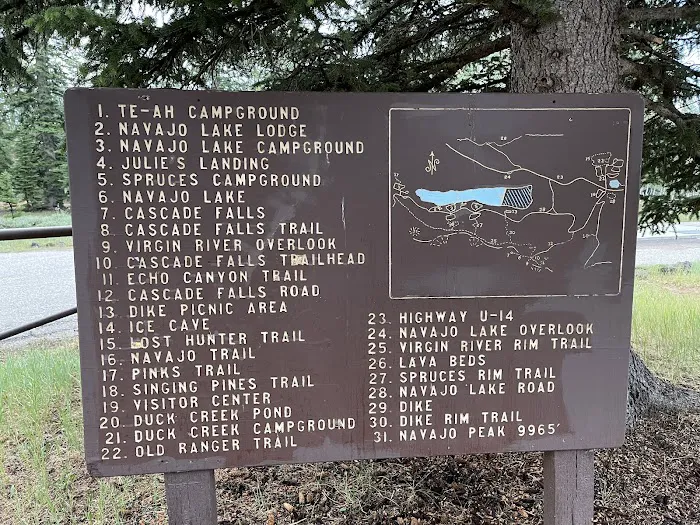 1. TE-AH CAMPGROUND
2. NAVAJO LAKE LODGE
3. NAVAJO LAKE CAMPGROUND
4. JULIE'S LANDING
5. SPRUCES CAMPGROUND
6. NAVAJO LAKE
7. CASCADE FALLS
8. CASCADE FALLS TRAIL
9. VIRGIN RIVER OVERLOOK
10. CASCADE FALLS TRAILHEAD
11. ECHO CANYON TRAIL
12. CASCADE FALLS ROAD
13. DIKE PICNIC AREA
14. ICE CAVE
15. LOST HUNTER TRAIL
16. NAVAJO TRAIL
17. PINKS TRAIL
18. SINGING PINES TRAIL
19. VISITOR CENTER
20. DUCK CREEK POND
21. DUCK CREEK CAMPGROUND
22. OLD RANGER TRAIL
23. HIGHWAY U-14
24. NAVAJO LAKE OVERLOOK
25. VIRGIN RIVER RIM TRAIL
26. LAVA BEDS
27. SPRUCES RIM TRAIL
28. NAVAJO LAKE ROAD
29. DIKE
30. DIKE RIM TRAIL
31. NAVAJO PEAK 9965'
N